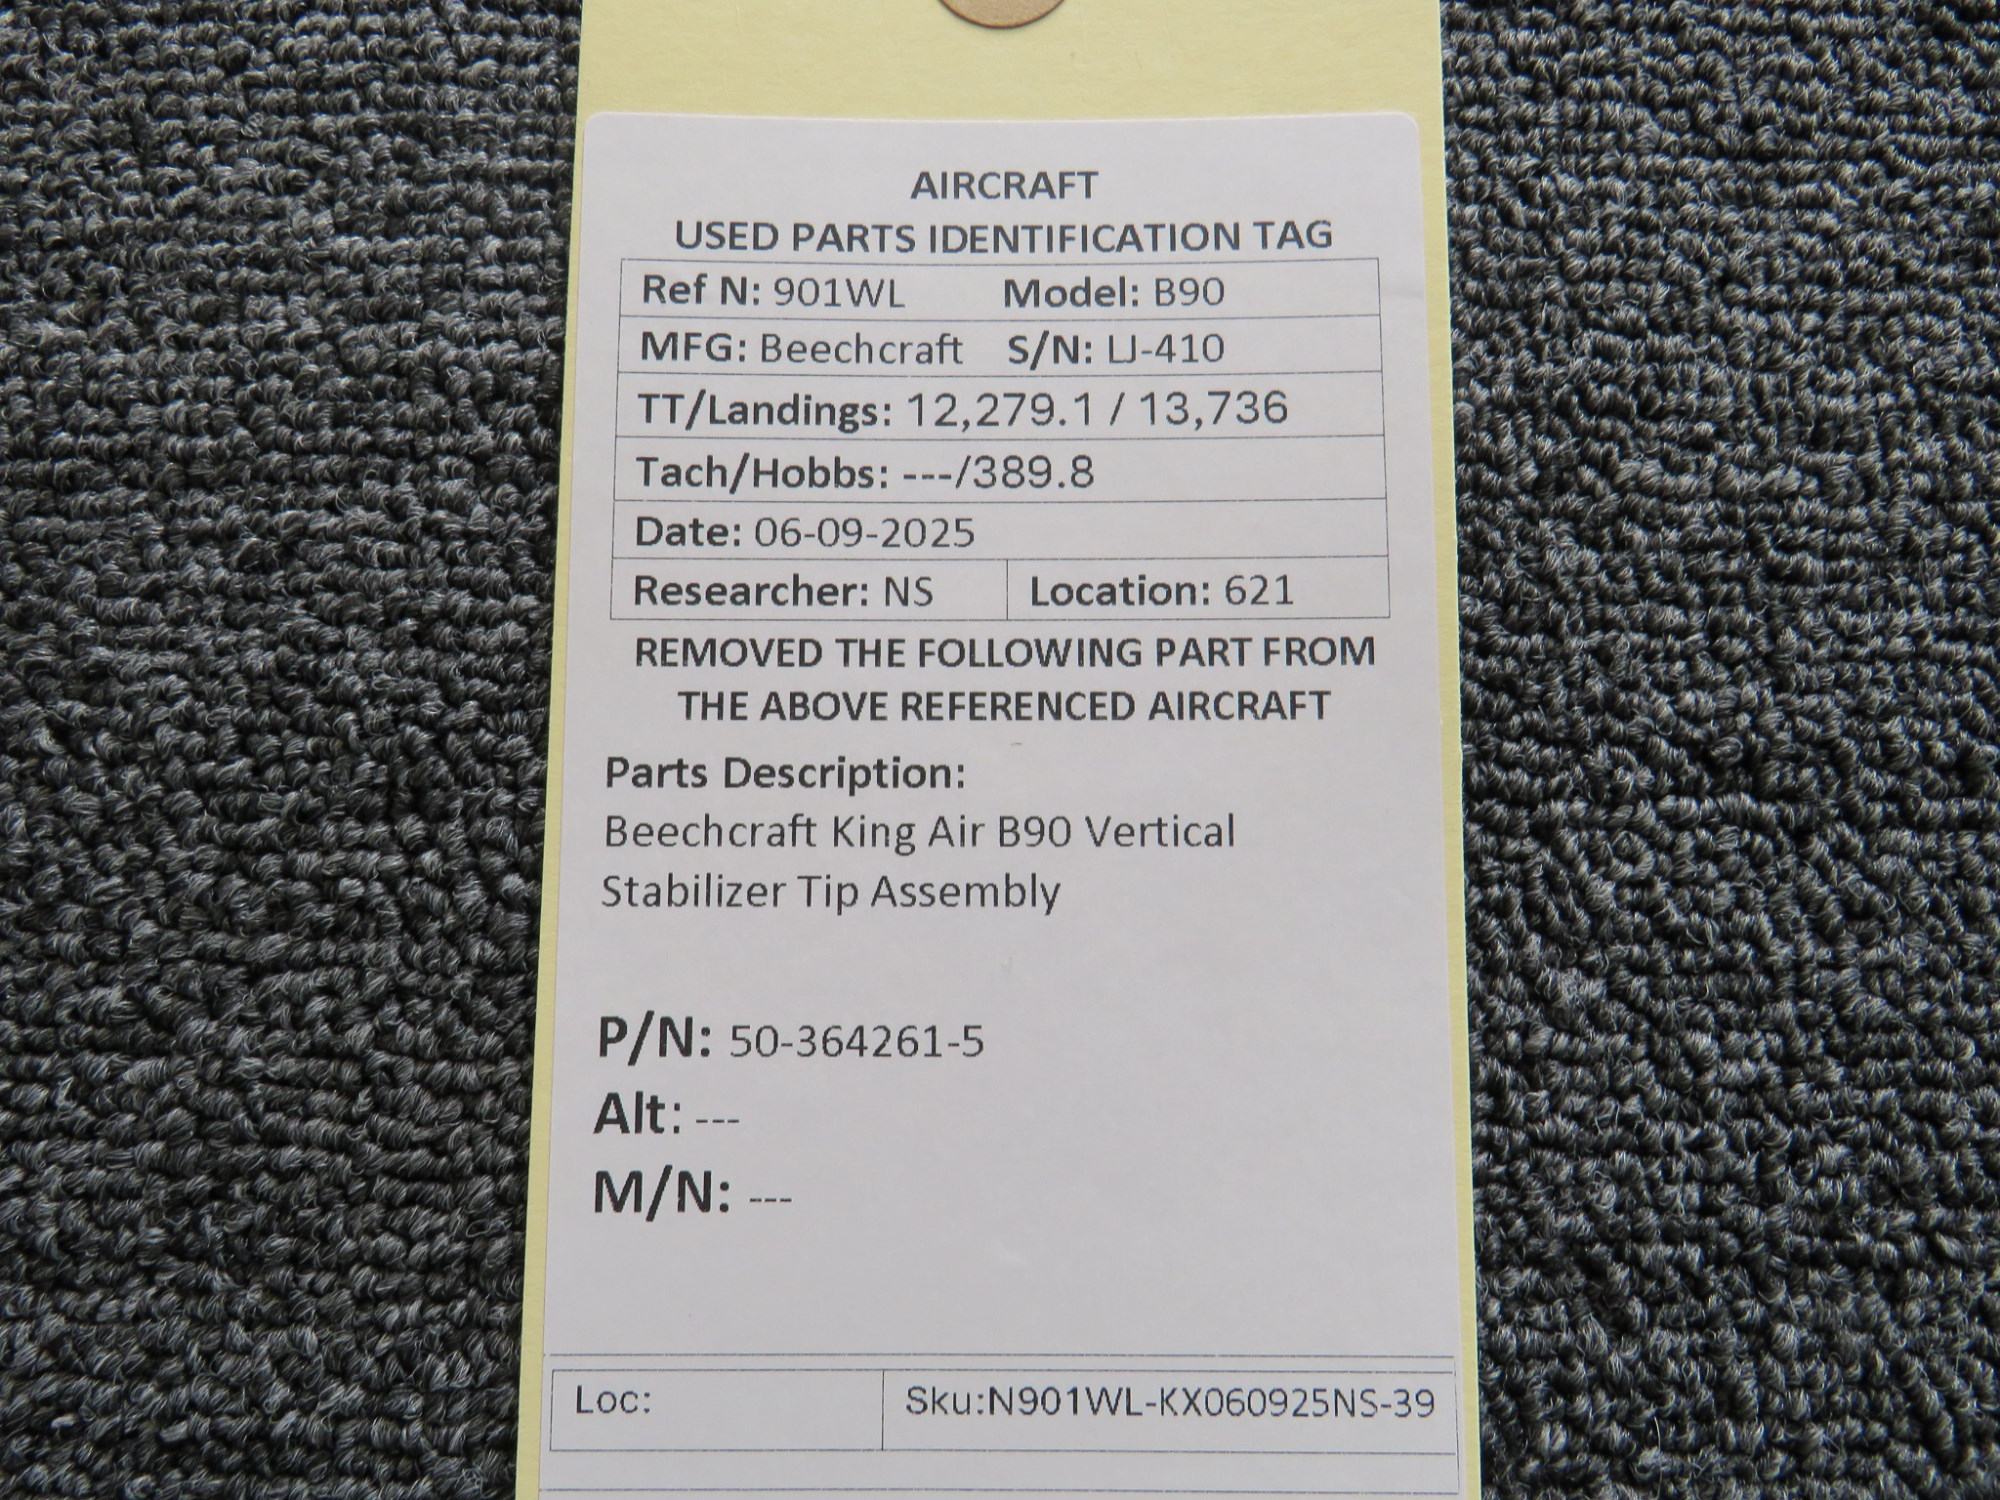 AIRCRAFT
USED PARTS IDENTIFICATION TAG
Ref N: 901WL Model: B90
MFG: Beechcraft S/N: LJ-410
TT/Landings: 12,279.1 / 13,736
Tach/Hobbs: ---/389.8
Date: 06-09-2025
Researcher: NS Location: 621
REMOVED THE FOLLOWING PART FROM
THE ABOVE REFERENCED AIRCRAFT
Parts Description:
Beechcraft King Air B90 Vertical
Stabilizer Tip Assembly
P/N: 50-364261-5
Alt: ---
M/N: ---
Loc: Sku:N901WL-KX060925NS-39